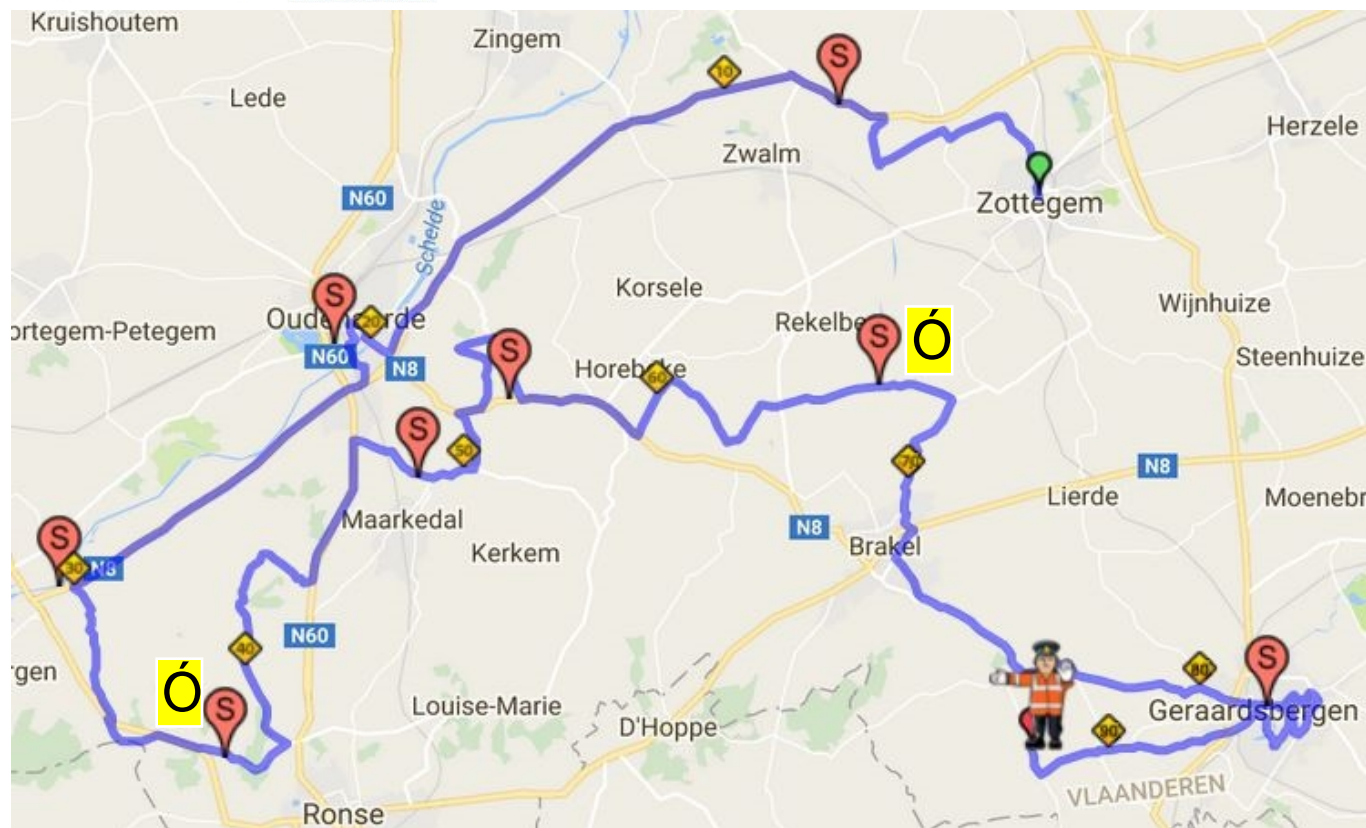 Kruishoutem
Zingem
S
10
Lede
Herzele
Zwalm
N60
Zottegem
Schelde
Korsele
Wijnhuize
S
20
ortegem-Petegem
N60
N8
S
Horebeke
60
S
Ó
Steenhuize
S
50
70
N8
Lierde
Moenebr
Maarkedal
N8
Brakel
Kerkem
S
30
N8
N60
40
rgen
Ó
S
Louise-Marie
D'Hoppe
80
S
Geraardsbergen
90
VLAANDEREN
Ronse